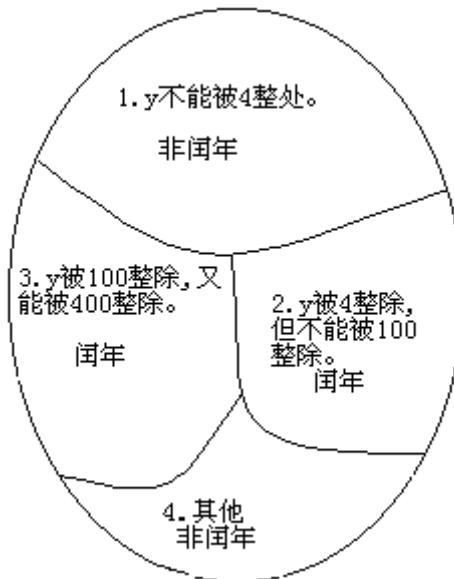 1.y不能被4整处。
非闰年
3.y被100整除,又
能被400整除。
闰年
2.y被4整除,
但不能被100
整除。
闰年
4.其他
非闰年